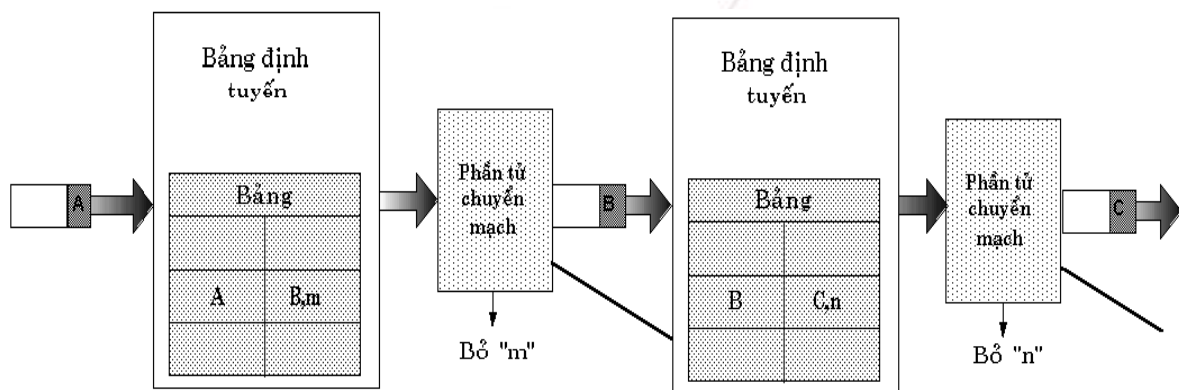 Bảng định
tuyến
A
Bảng
A
B,m
Phần tử
chuyển
mạch
Bỏ "m"
B
Bảng định
tuyến
Bảng
B
C,n
Phần tử
chuyển
mạch
Bỏ "n"
C